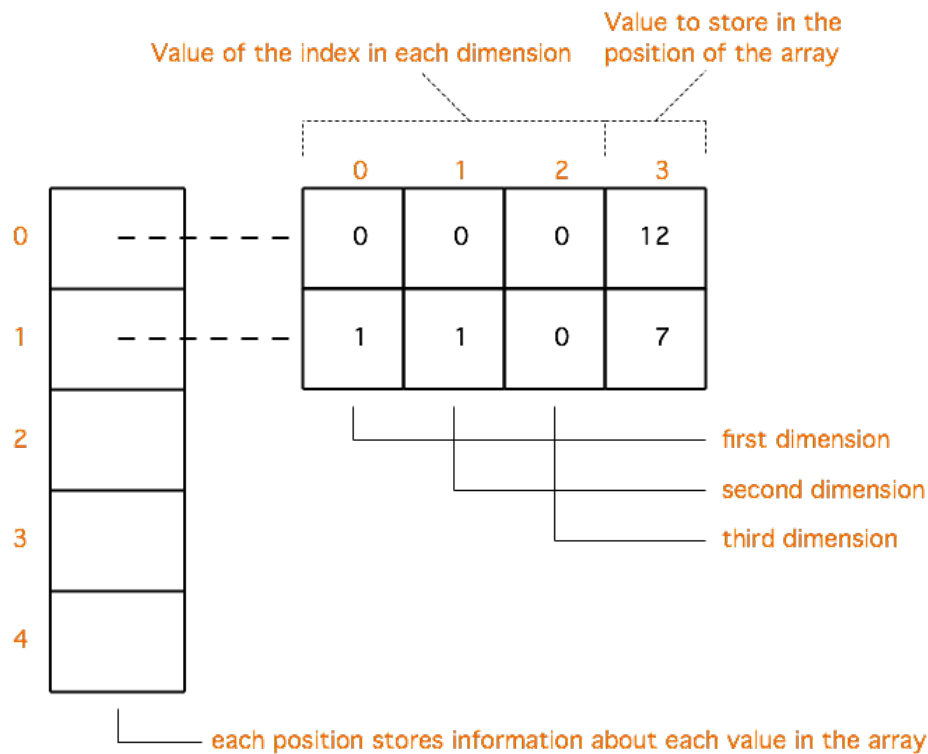 Value to store in the
Value of the index in each dimension
position of the array
0 1 2 3
0 0 0 0 12
1 1 1 0 7
2
first dimension
second dimension
3
third dimension
4
each position stores information about each value in the array